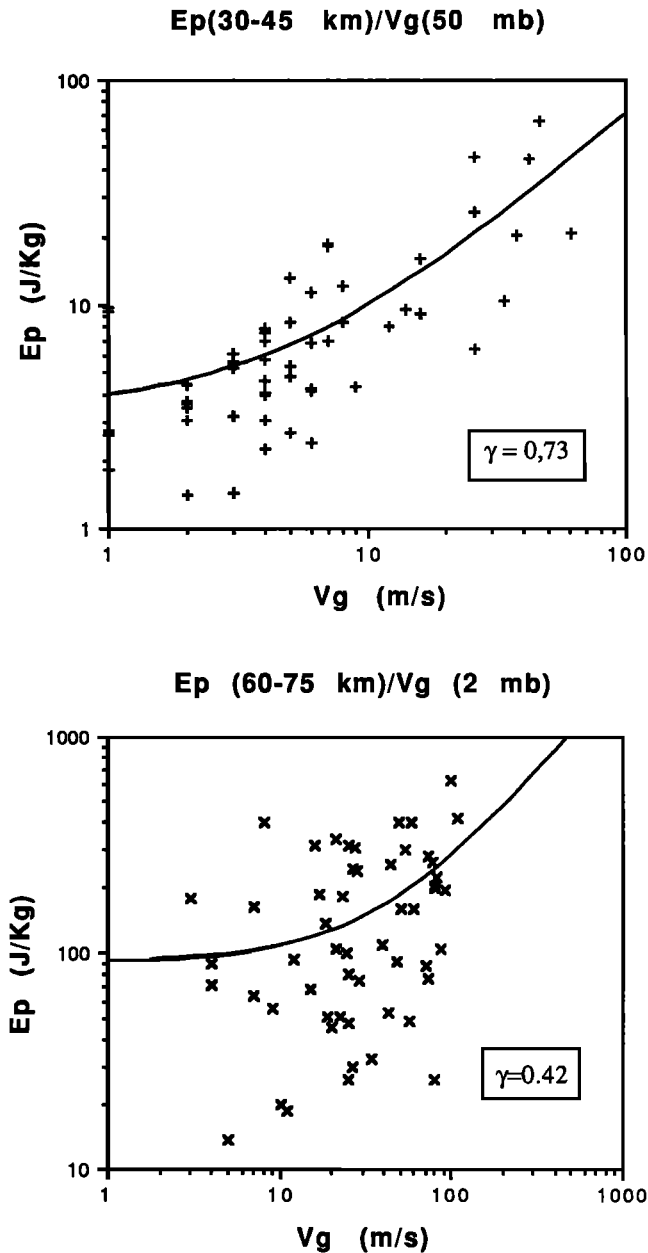 Ep(30-45 km)/Vg(50 mb)
100
10
1
Ep (J/Kg)
γ = 0,73
1 10 100
Vg (m/s)
Ep (60-75 km)/Vg (2 mb)
1000
100
10
Ep (J/Kg)
γ=0.42
1 10 100 1000
Vg (m/s)